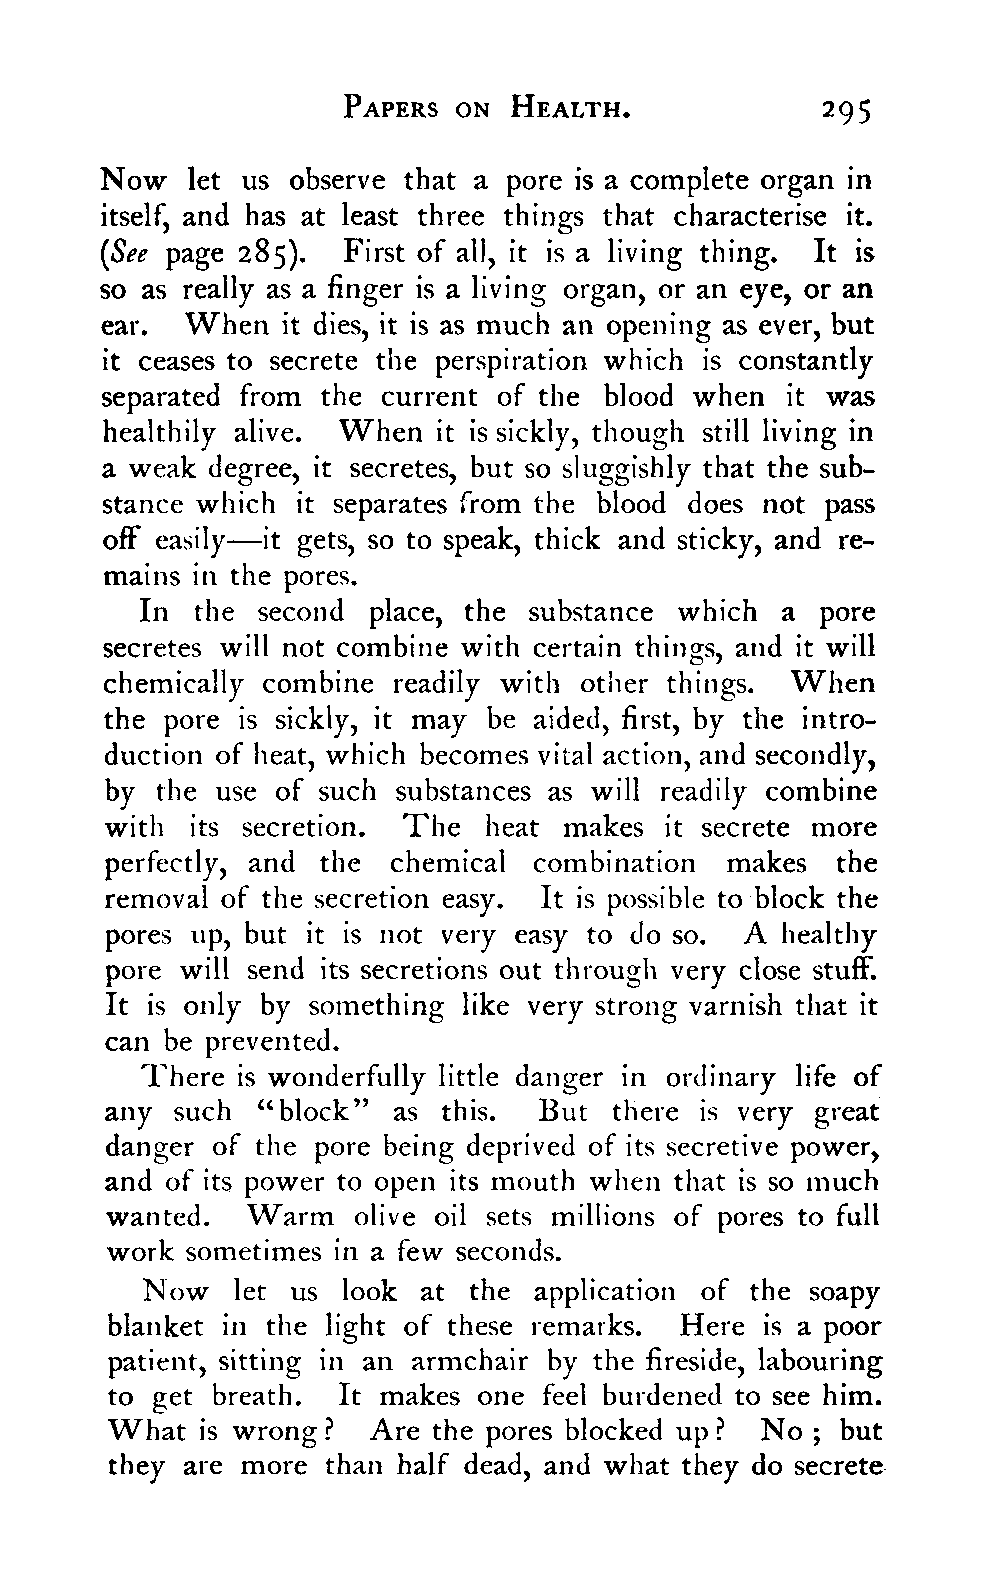 PAPERS ON HEALTH. 295
Now let us observe that a pore is a complete organ in
itself, and has at least three things that characterise it.
(See page 285). First of all, it is a living thing. It is
so as really as a finger is a living organ, or an eye, or an
ear. When it dies, it is as much an opening as ever, but
it ceases to secrete the perspiration which is constantly
separated from the current of the blood when it was
healthily alive. When it is sickly, though still living in
a weak degree, it secretes, but so sluggishly that the sub-
stance which it separates from the blood does not pass
off easily—it gets, so to speak, thick and sticky, and re-
mains in the pores.
In the second place, the substance which a pore
secretes will not combine with certain things, and it will
chemically combine readily with other things. When
the pore is sickly, it may be aided, first, by the intro-
duction of heat, which becomes vital action, and secondly,
by the use of such substances as will readily combine
with its secretion. The heat makes it secrete more
perfectly, and the chemical combination makes the
removal of the secretion easy. It is possible to block the
pores up, but it is not very easy to do so. A healthy
pore will send its secretions out through very close stuff.
It is only by something like very strong varnish that it
can be prevented.
There is wonderfully little danger in ordinary life of
any such "block" as this. But there is very great
danger of the pore being deprived of its secretive power,
and of its power to open its mouth when that is so much
wanted. Warm olive oil sets millions of pores to full
work sometimes in a few seconds.
Now let us look at the application of the soapy
blanket in the light of these remarks. Here is a poor
patient, sitting in an armchair by the fireside, labouring
to get breath. It makes one feel burdened to see him.
What is wrong? Are the pores blocked up? No; but
they are more than half dead, and what they do secrete